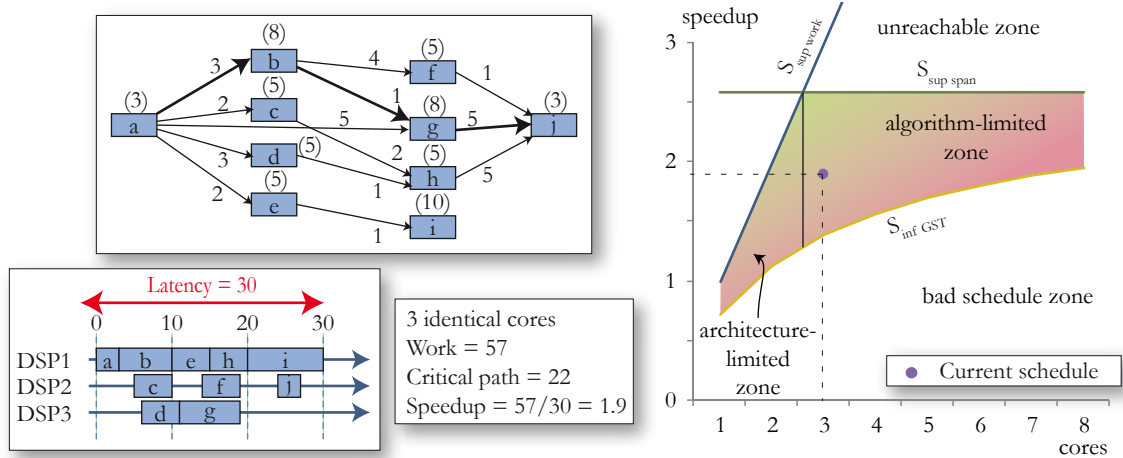 (8)
b
(5)
f
3
4
1
(5)
c
(3)
a
2
5
1
(8)
g
5
(3)
j
3
d
(5)
2
(5)
h
1
5
2
(5)
e
(10)
i
1
Latency = 30
0 10 20 30
DSP1 a b e h i
DSP2 c f j
DSP3 d g
3 identical cores
Work = 57
Critical path = 22
Speedup = 57/30 = 1.9
speedup
unreachable zone
3
S sup work
S sup span
algorithm-limited
zone
2
S inf GST
1
bad schedule zone
architecture-
limited
zone
Current schedule
0
1 2 3 4 5 6 7 8
cores